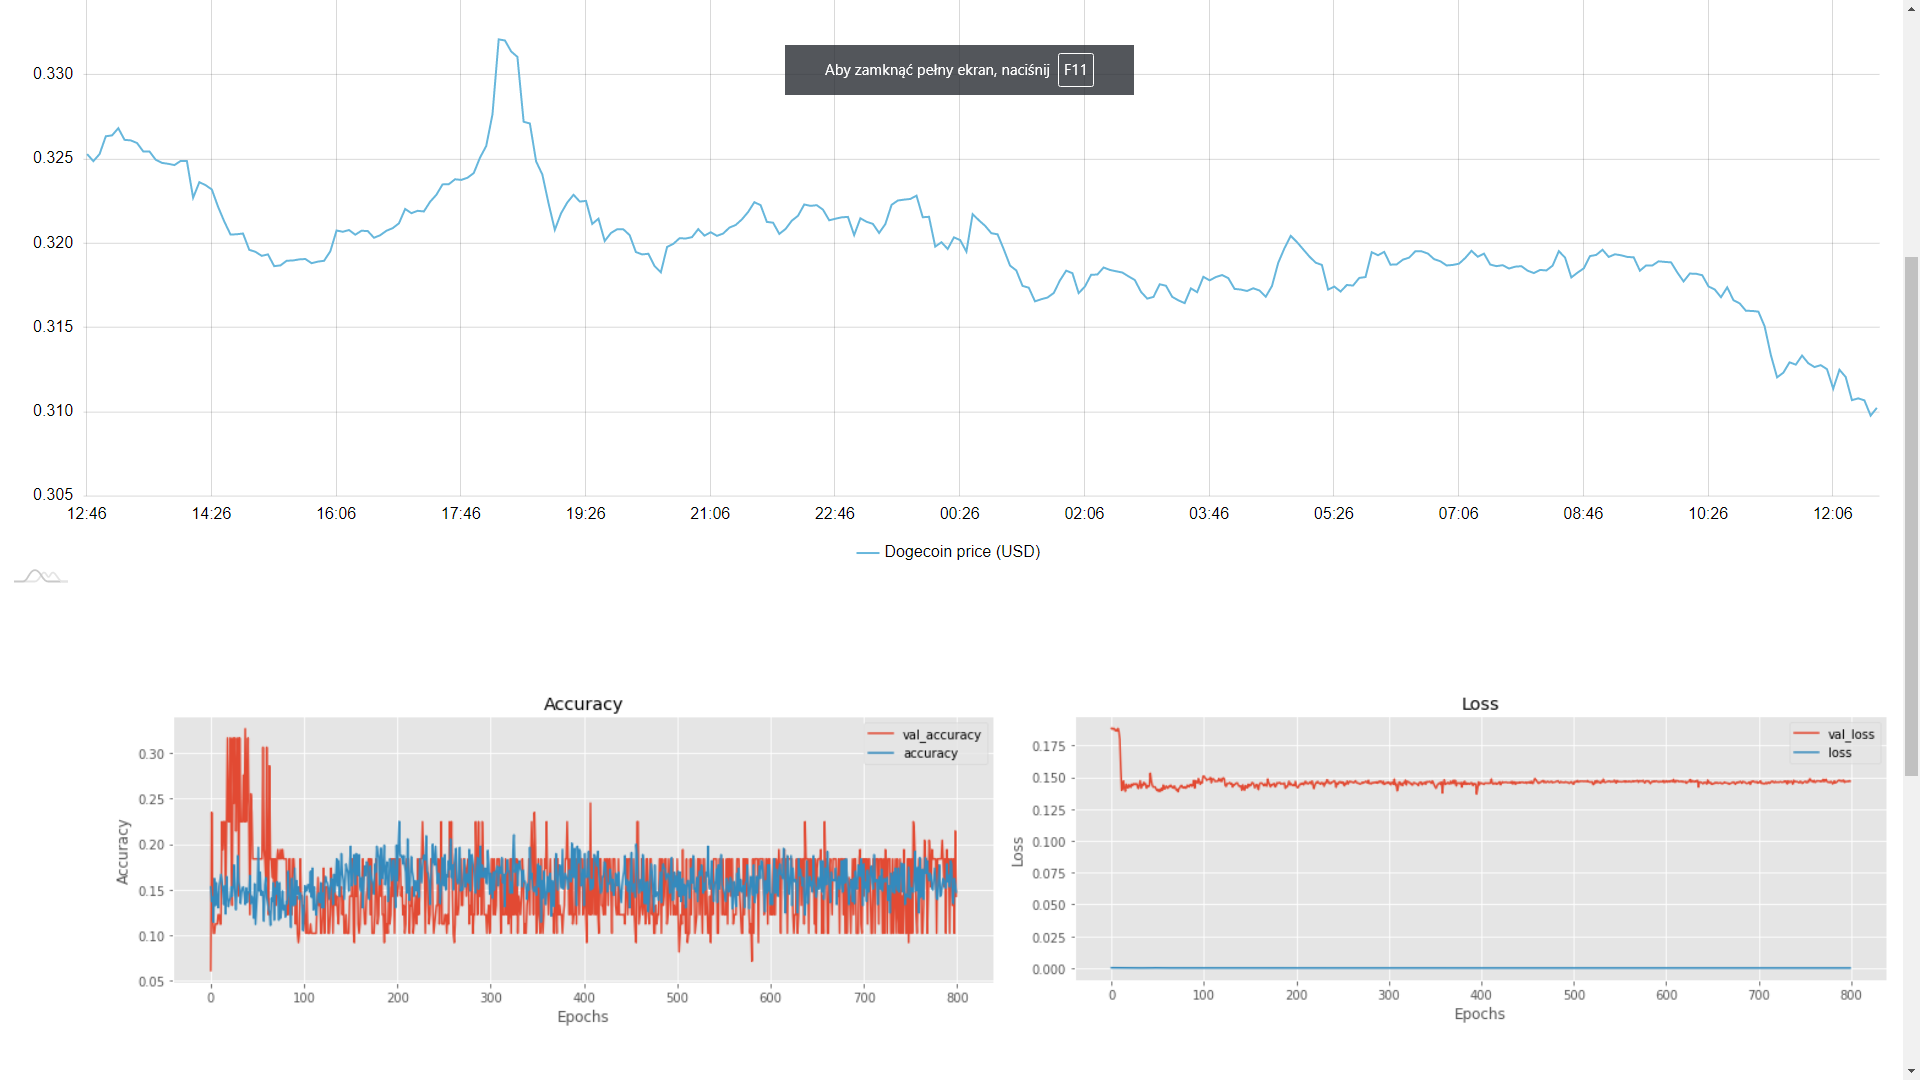 0.330
Aby zamknąć pełny ekran, naciśnij F11
0.325
0.320
0.315
0.310
0.305
12:46 14:26 16:06 17:46 19:26 21:06 22:46 00:26 02:06 03:46 05:26 07:06 08:46 10:26 12:06
Dogecoin price (USD)
Accuracy
val_accuracy
accuracy
0.30
0.25
0.20
0.15
0.10
0.05
Accuracy
0 100 200 300 400 500 600 700 800
Epochs
Loss
val_loss
loss
0.175
0.150
0.125
0.100
0.075
0.050
0.025
0.000
Loss
0 100 200 300 400 500 600 700 800
Epochs